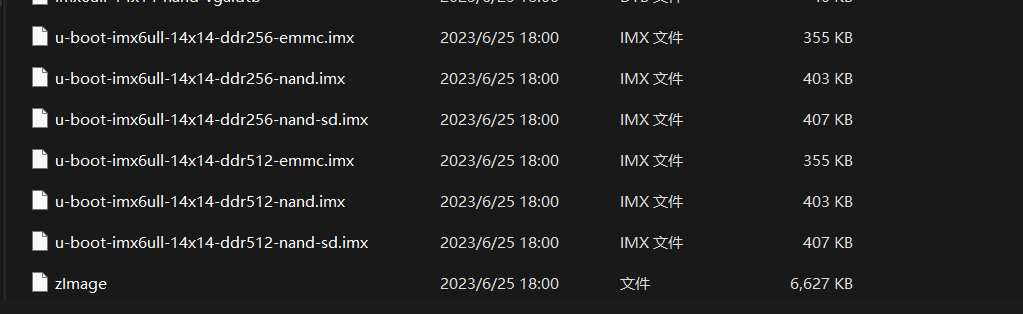 u-boot-imx6ull-14x14-ddr256-emmc.imx 2023/6/25 18:00 IMX 文件 355 KB
u-boot-imx6ull-14x14-ddr256-nand.imx 2023/6/25 18:00 IMX 文件 403 KB
u-boot-imx6ull-14x14-ddr256-nand-sd.imx 2023/6/25 18:00 IMX 文件 407 KB
u-boot-imx6ull-14x14-ddr512-emmc.imx 2023/6/25 18:00 IMX 文件 355 KB
u-boot-imx6ull-14x14-ddr512-nand.imx 2023/6/25 18:00 IMX 文件 403 KB
u-boot-imx6ull-14x14-ddr512-nand-sd.imx 2023/6/25 18:00 IMX 文件 407 KB
zImage 2023/6/25 18:00 文件 6,627 KB